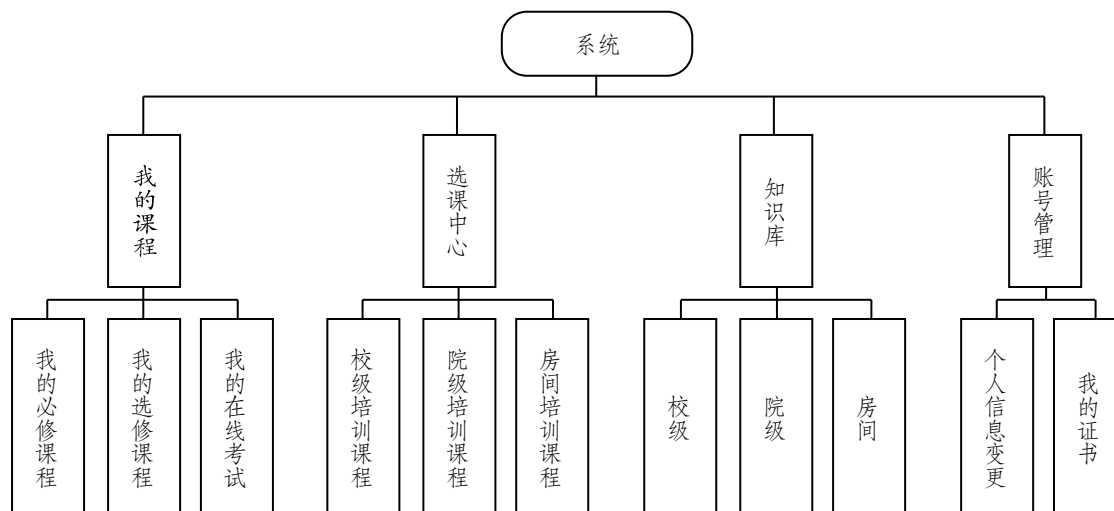 系统
我的课程
选课中心
知识库
账号管理
我的必修课程
我的选修课程
我的在线考试
校级培训课程
院级培训课程
房间培训课程
校级
院级
房间
个人信息变更
我的证书